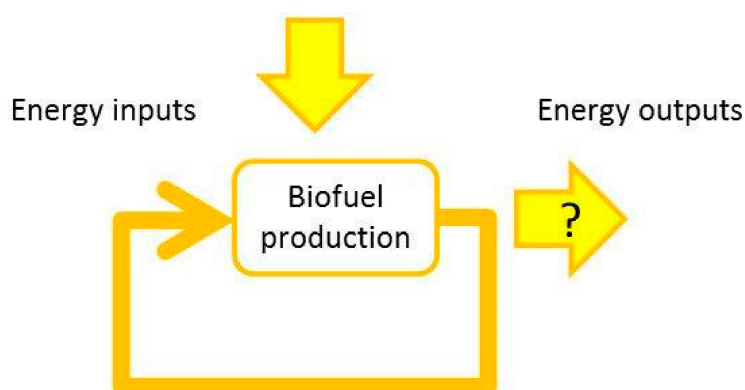 Energy inputs
Energy outputs
Biofuel
production
?